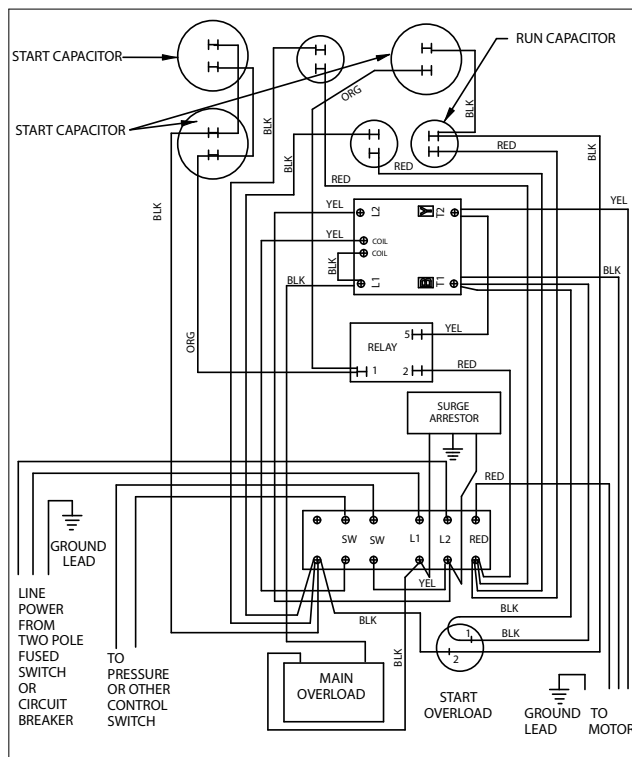 START CAPACITOR
RUN CAPACITOR
START CAPACITOR
ORG
BLK
BLK
BLK
RED
BLK
RED
BLK
RED
BLK
YEL
L2
Y
T2
YEL
YEL
COIL
COIL
BLK
BLK
L1
B
T1
BLK
ORG
5
YEL
RELAY
1
2
RED
SURGE
ARRESTOR
RED
SW
SW
L1
L2
RED
GROUND
LEAD
YEL
LINE
POWER
FROM
TWO POLE
FUSED
SWITCH
OR
CIRCUIT
BREAKER
TO
PRESSURE
OR OTHER
CONTROL
SWITCH
BLK
BLK
BLK
1
2
BLK
MAIN
OVERLOAD
START
OVERLOAD
GROUND
LEAD
TO
MOTOR